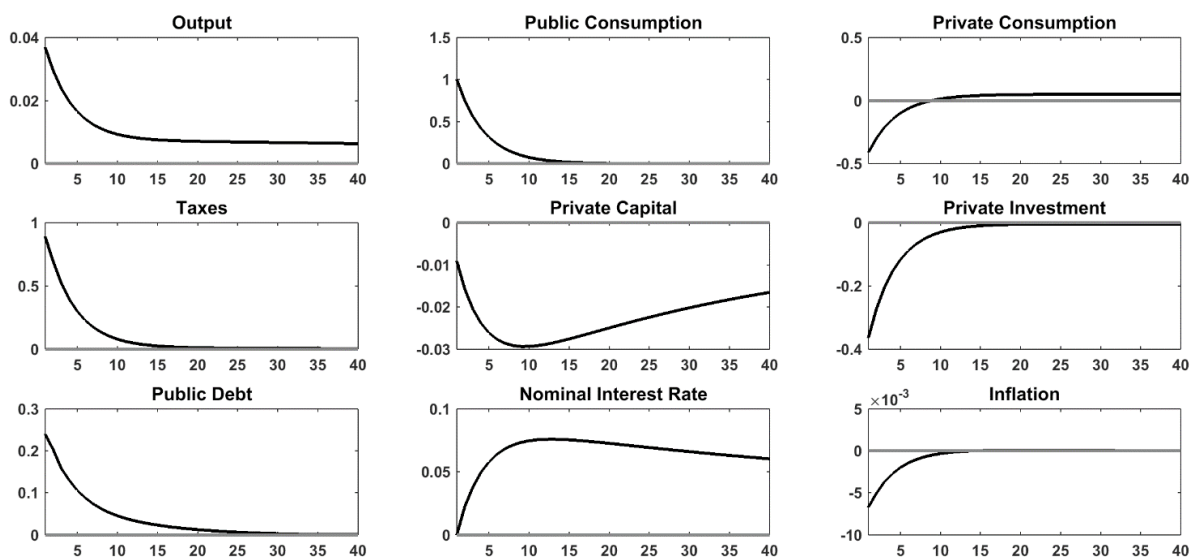 Output
0.04
0.02
0
5 10 15 20 25 30 35 40
Public Consumption
1.5
1
0.5
0
5 10 15 20 25 30 35 40
Private Consumption
0.5
0
-0.5
5 10 15 20 25 30 35 40
Taxes
1
0.5
0
5 10 15 20 25 30 35 40
Private Capital
0
-0.01
-0.02
-0.03
5 10 15 20 25 30 35 40
Private Investment
0
-0.2
-0.4
5 10 15 20 25 30 35 40
Public Debt
0.3
0.2
0.1
0
5 10 15 20 25 30 35 40
Nominal Interest Rate
0.1
0.05
0
5 10 15 20 25 30 35 40
Inflation
×10⁻³
5
0
-5
-10
5 10 15 20 25 30 35 40